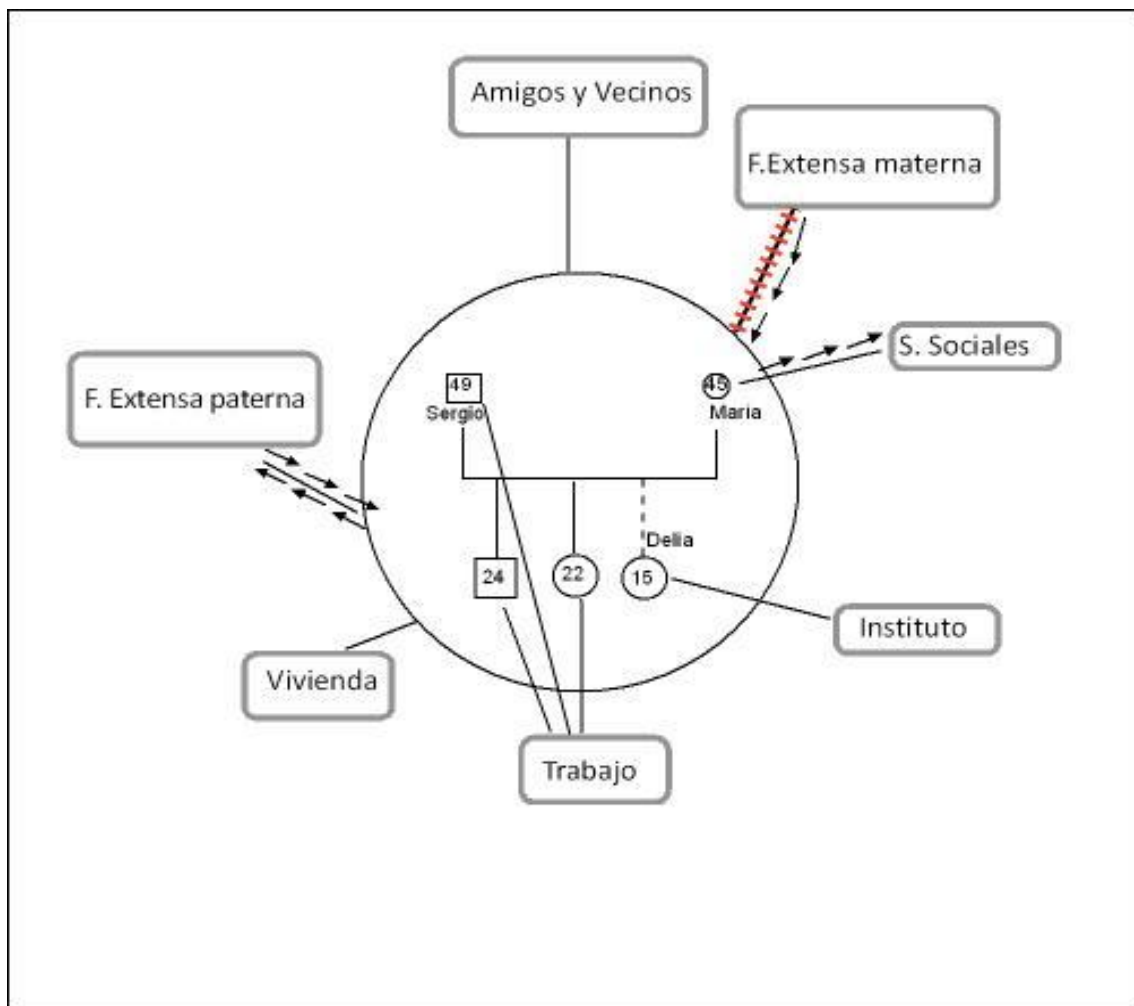 Amigos y Vecinos
F.Extensa materna
S. Sociales
F. Extensa paterna
49
Sergio
45
Maria
Delia
24
22
15
Instituto
Vivienda
Trabajo